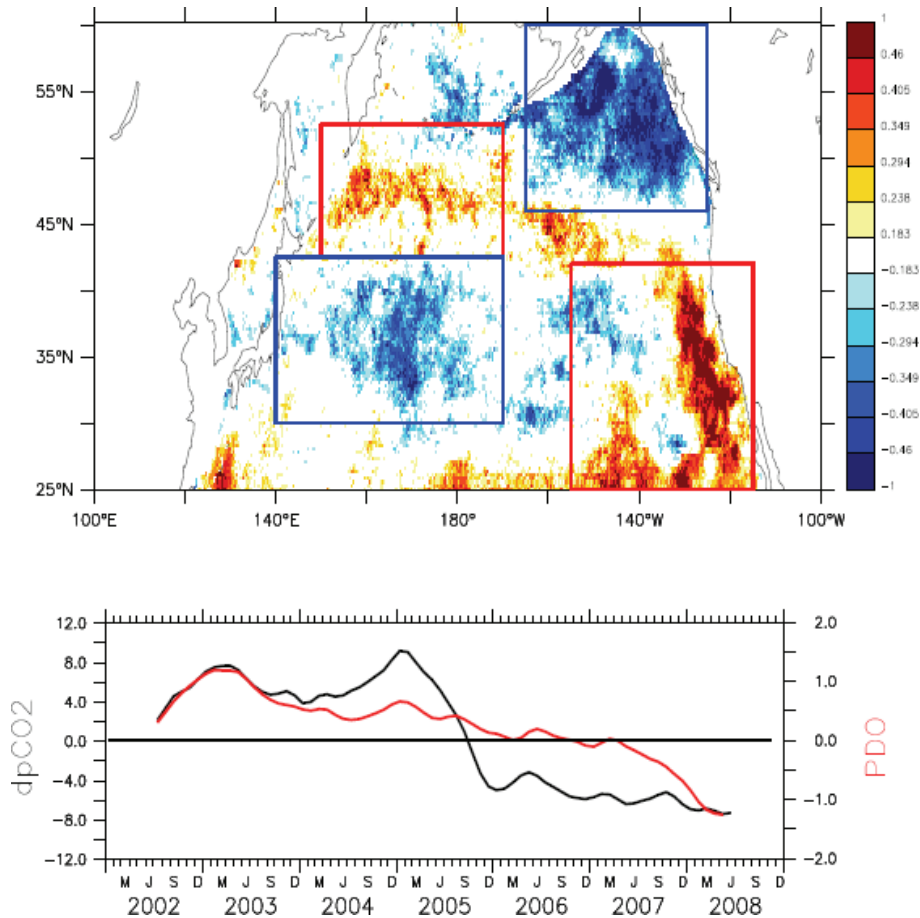 1
0.46
0.405
0.349
0.294
0.238
0.183
-0.183
-0.238
-0.294
-0.349
-0.405
-0.46
-1
55°N
45°N
35°N
25°N
100°E 140°E 180° 140°W 100°W
12.0 8.0 4.0 0.0 -4.0 -8.0 -12.0
dpCO2
2.0 1.0 0.0 -1.0 -2.0
PDO
M J S D M J S D M J S D M J S D M J S D M J S D M J S D
2002 2003 2004 2005 2006 2007 2008